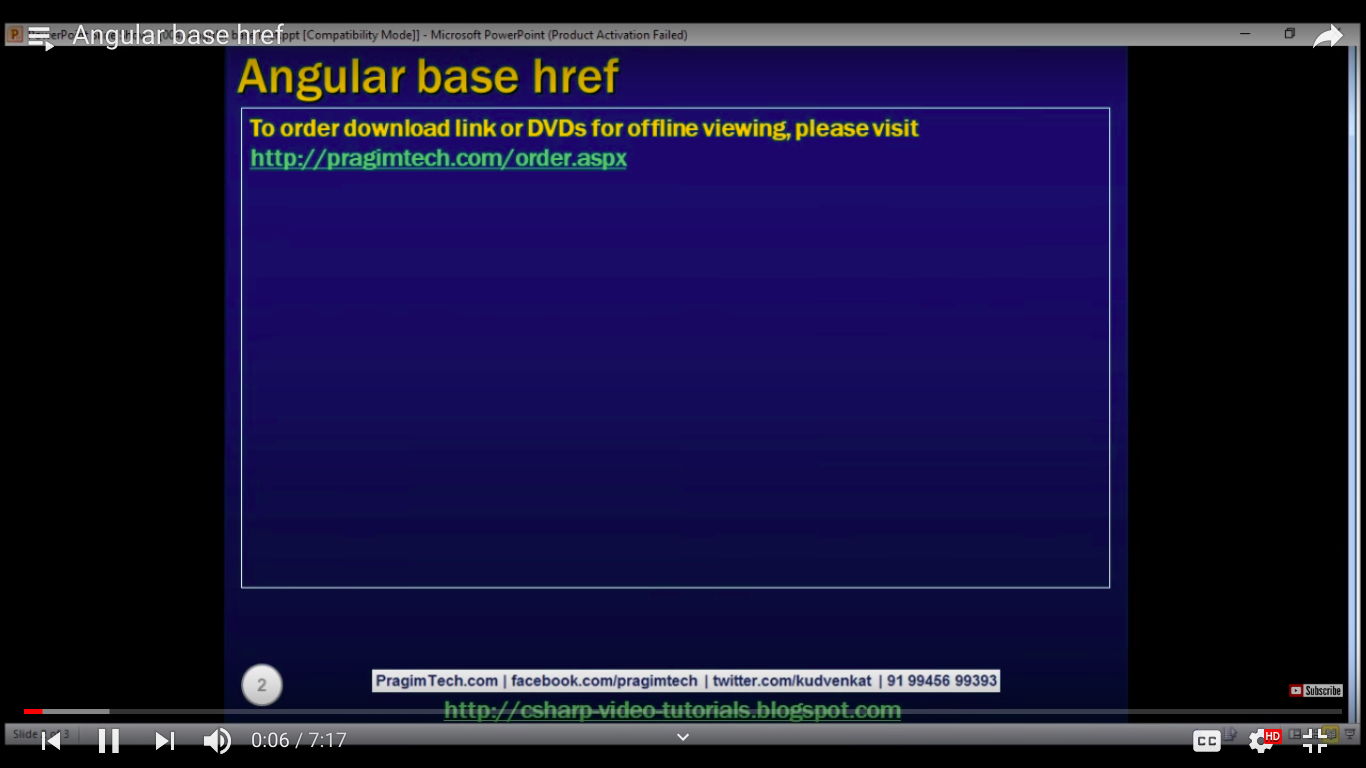 Angular base href
ppt [Compatibility Mode]] - Microsoft PowerPoint (Product Activation Failed)
Angular base href
To order download link or DVDs for offline viewing, please visit
http://pragimtech.com/order.aspx
2
PragimTech.com | facebook.com/pragimtech | twitter.com/kudvenkat | 91 99456 99393
Subscribe
http://csharp-video-tutorials.blogspot.com
Slide
3
0:06 / 7:17
CC
HD